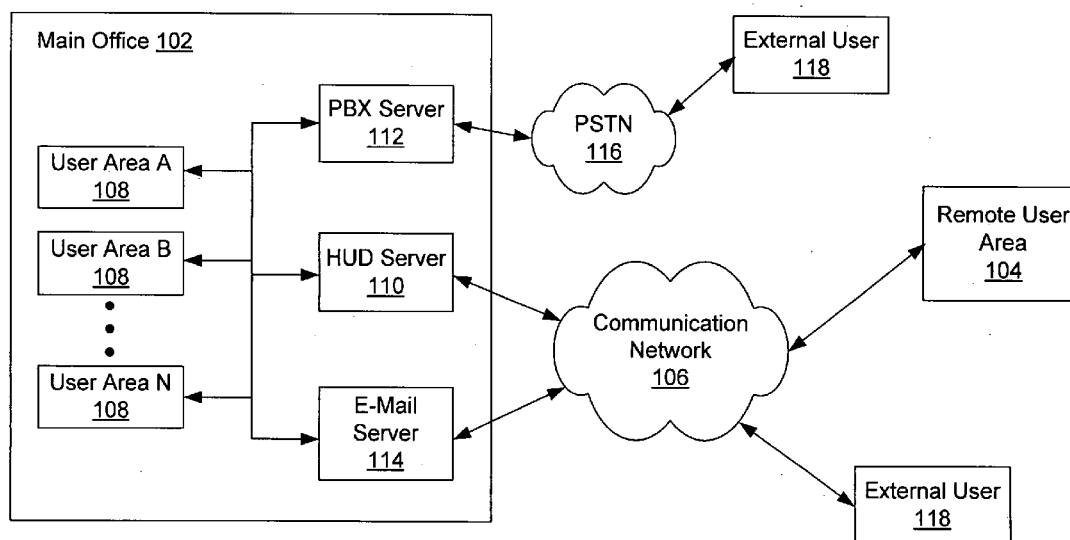 Main Office 102
User Area A
108
User Area B
108
User Area N
108
PBX Server
112
HUD Server
110
E-Mail
Server
114
PSTN
116
External User
118
Communication
Network
106
Remote User
Area
104
External User
118